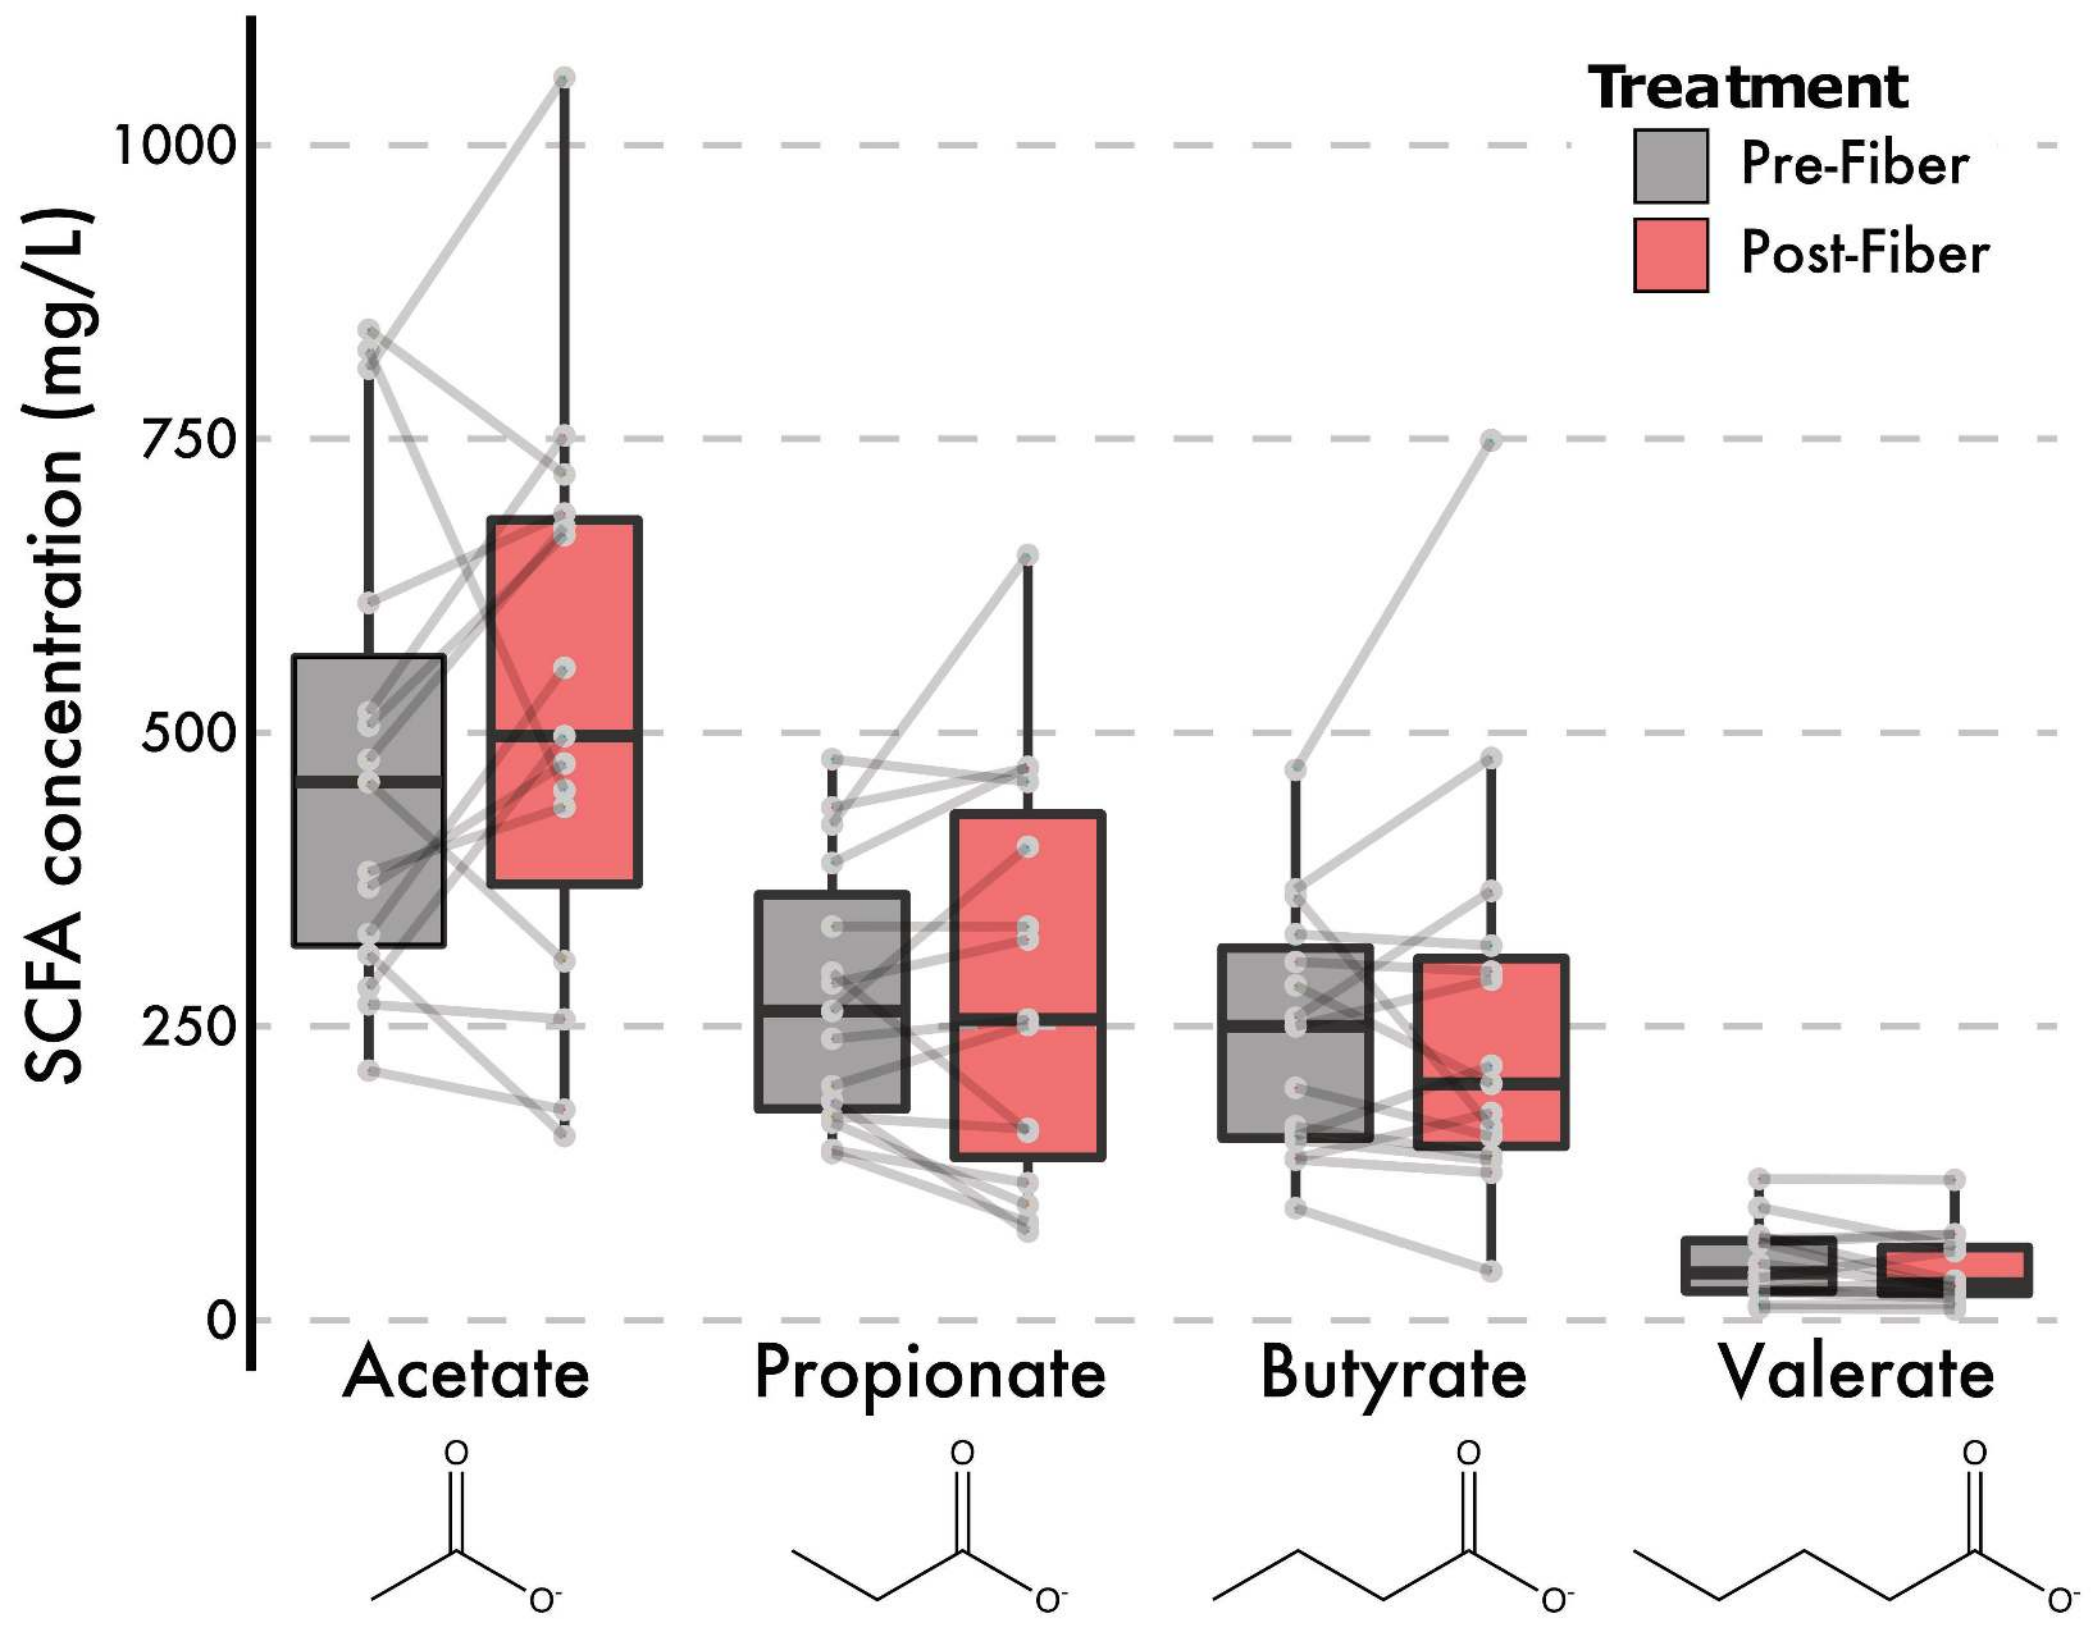 SCFA concentration (mg/L)
1000
750
500
250
0
Treatment
Pre-Fiber
Post-Fiber
Acetate Propionate Butyrate Valerate
O O O O
O- O- O- O-